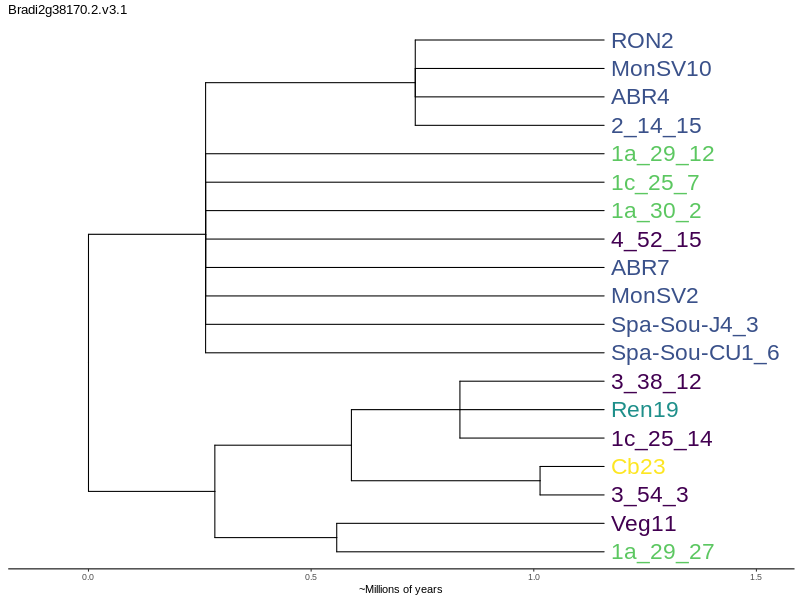 Bradi2g38170.2.v3.1
RON2
MonSV10
ABR4
2_14_15
1a_29_12
1c_25_7
1a_30_2
4_52_15
ABR7
MonSV2
Spa-Sou-J4_3
Spa-Sou-CU1_6
3_38_12
Ren19
1c_25_14
Cb23
3_54_3
Veg11
1a_29_27
0.0 0.5 1.0 1.5
~Millions of years